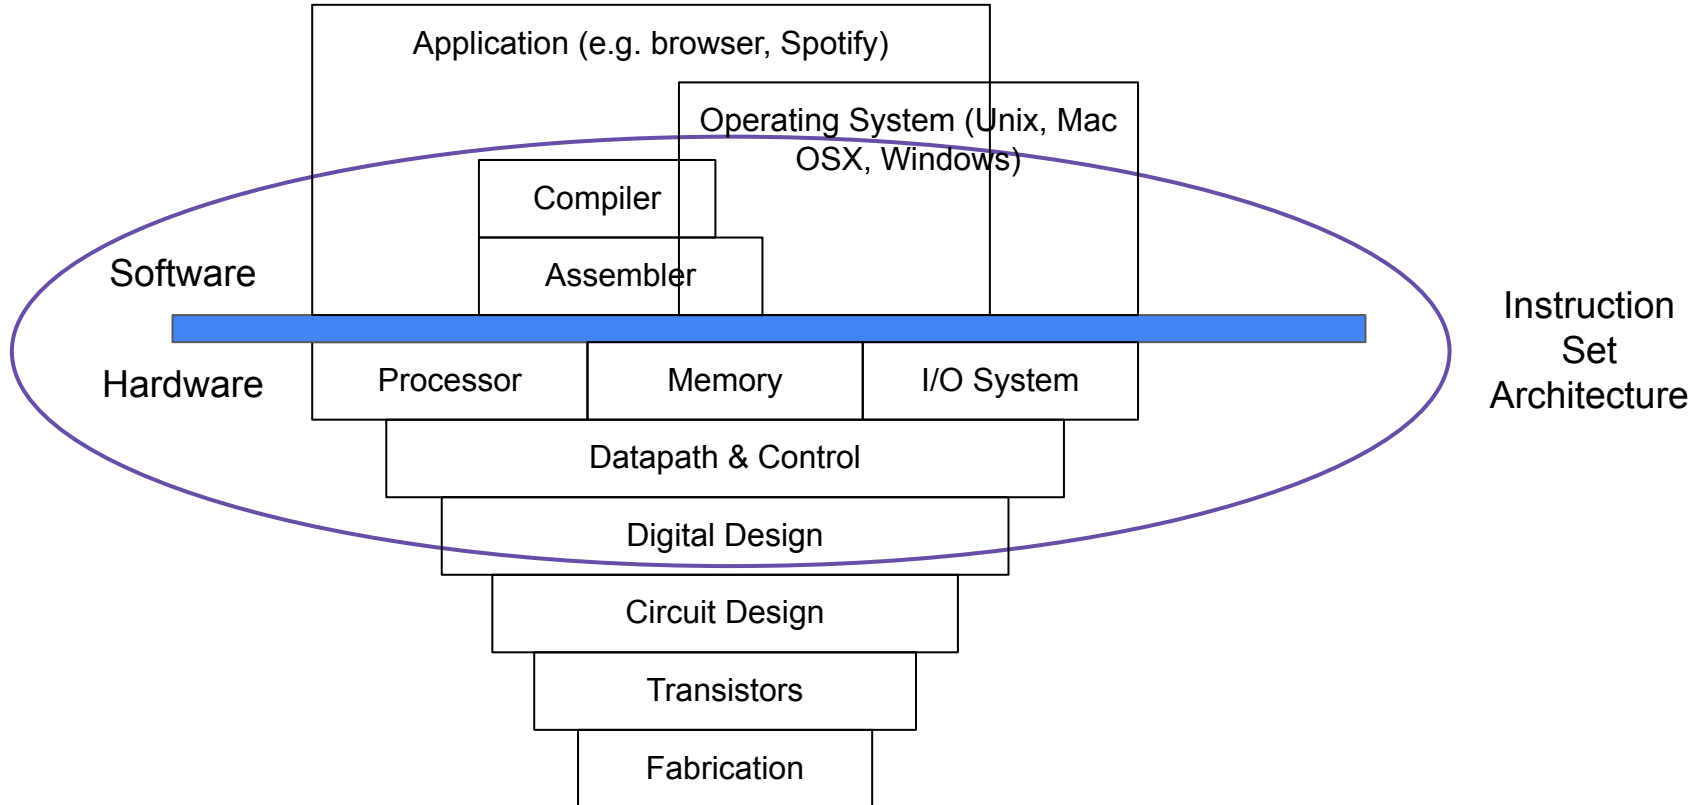 Application (e.g. browser, Spotify)
Operating System (Unix, Mac
OSX, Windows)
Compiler
Assembler
Software
Hardware
Instruction
Set
Architecture
Processor
Memory
I/O System
Datapath & Control
Digital Design
Circuit Design
Transistors
Fabrication